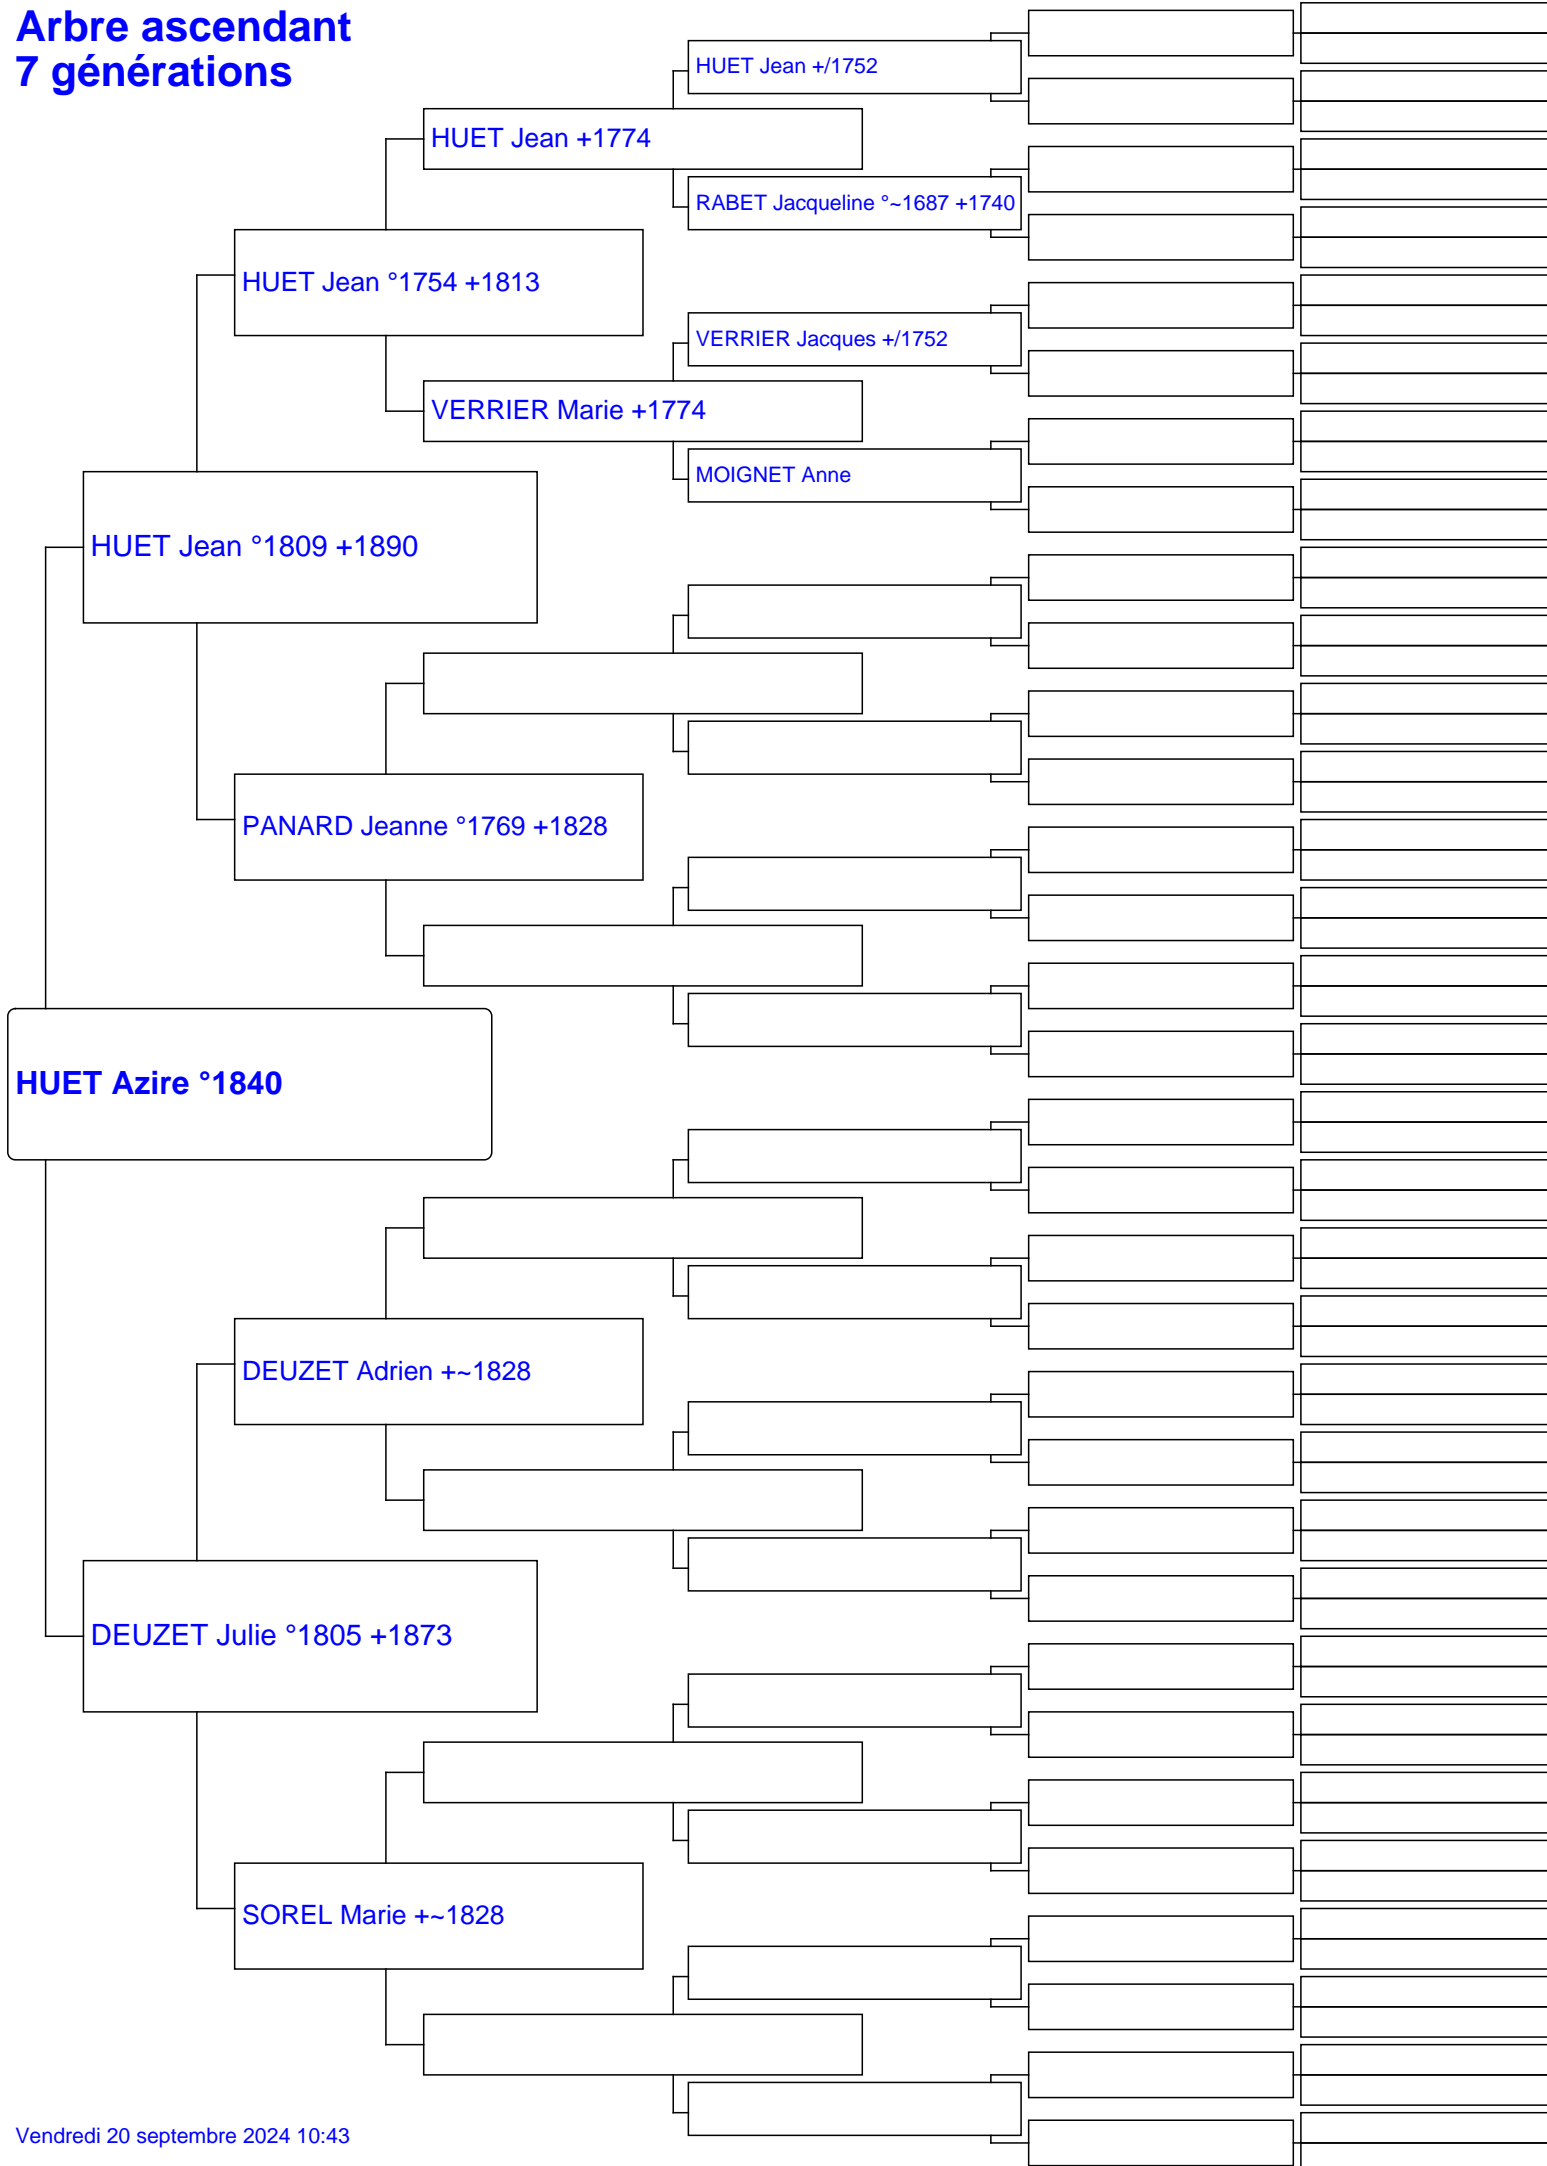 Arbre ascendant
7 générations
HUET Jean +/1752
HUET Jean +1774
RABET Jacqueline °~1687 +1740
HUET Jean °1754 +1813
VERRIER Jacques +/1752
VERRIER Marie +1774
MOIGNET Anne
HUET Jean °1809 +1890
PANARD Jeanne °1769 +1828
HUET Azire °1840
DEUZET Adrien +~1828
DEUZET Julie °1805 +1873
SOREL Marie +~1828
Vendredi 20 septembre 2024 10:43